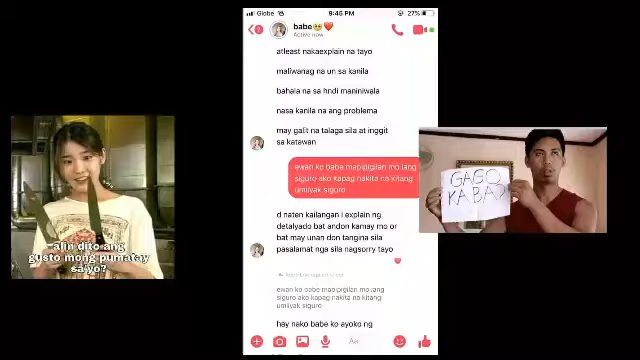 Globe
9:45 PM
27%
babe
Active now
atleast nakaexplain na tayo
maliwanag na un sa kanila
bahala na sa hndi maniniwala
nasa kanila na ang problema
may galit na talaga sila at inggit
sa katawan
ewan ko babe mapipigilan mo lang
siguro ako kapag nakita na kitang
umiiyak siguro
d naten kailangan i explain ng
detalyado bat andon kamay mo or
bat may unan don tangina sila
pasalamat nga sila nagsorry tayo
ewan ko babe mapipigilan mo lang
siguro ako kapag nakita na kitang
umiiyak siguro
hay nako babe ko ayoko ng
Aa
alin dito ang
gusto mong pumatay
sa'yo?
GAGO
KA BA?